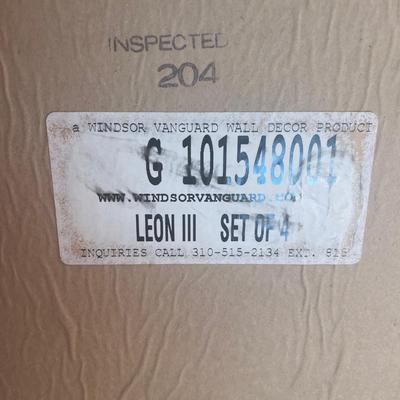 INSPECTED
204
a WINDSOR VANGUARD WALL DECOR PRODUCT
G 101548001
WWW.WINDSORVANGUARD.COM
LEON III SET OF 4
INQUIRIES CALL 310-515-2134 EXT.